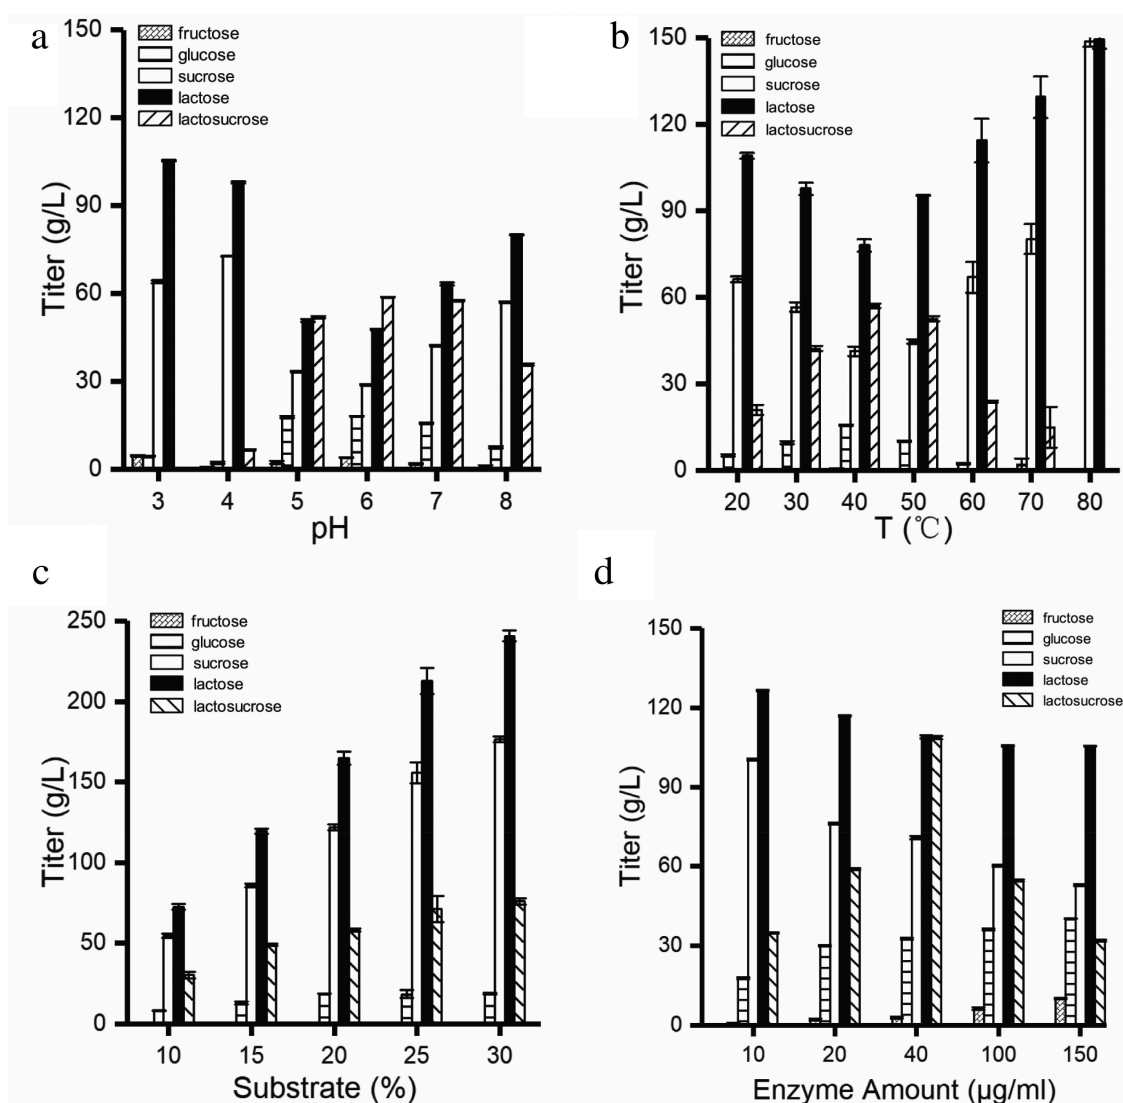 a
150
120
90
60
30
0
Titer (g/L)
fructose
glucose
sucrose
lactose
lactosucrose
3 4 5 6 7 8
pH
b
150
120
90
60
30
0
Titer (g/L)
fructose
glucose
sucrose
lactose
lactosucrose
20 30 40 50 60 70 80
T (℃)
c
250
200
150
100
50
0
Titer (g/L)
fructose
glucose
sucrose
lactose
lactosucrose
10 15 20 25 30
Substrate (%)
d
150
120
90
60
30
0
Titer (g/L)
fructose
glucose
sucrose
lactose
lactosucrose
10 20 40 100 150
Enzyme Amount (μg/ml)